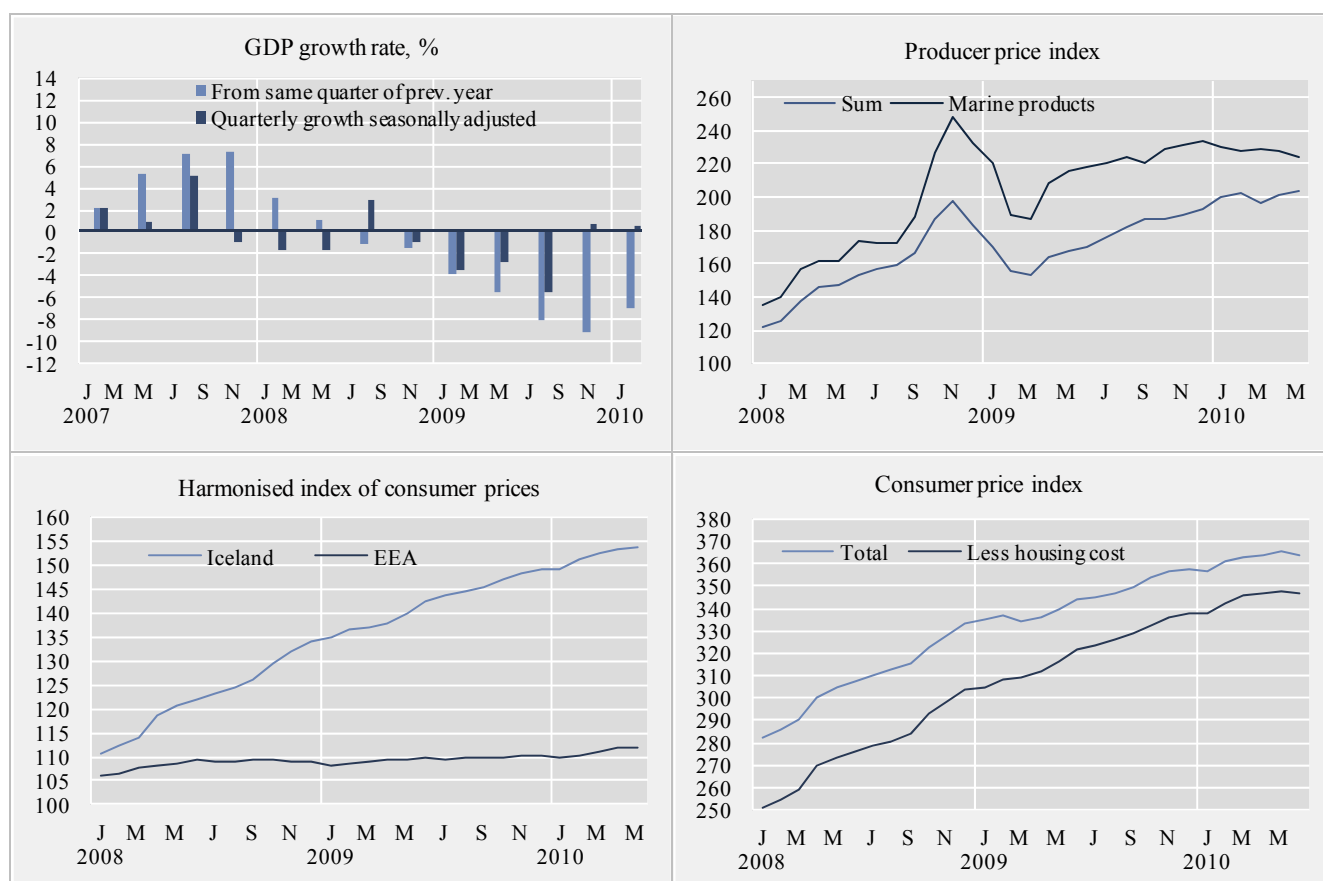 GDP growth rate, %
14
12
10
8
6
4
2
0
-2
-4
-6
-8
-10
-12
From same quarter of prev. year
Quarterly growth seasonally adjusted
J M M J S N J M M J S N J M M J S N J
2007 2008 2009 2010
Producer price index
260
240
220
200
180
160
140
120
100
Sum Marine products
J M M J S N J M M J S N J M M
2008 2009 2010
Harmonised index of consumer prices
160
155
150
145
140
135
130
125
120
115
110
105
100
Iceland EEA
J M M J S N J M M J S N J M M
2008 2009 2010
Consumer price index
380
370
360
350
340
330
320
310
300
290
280
270
260
250
Total Less housing cost
J M M J S N J M M J S N J M M
2008 2009 2010